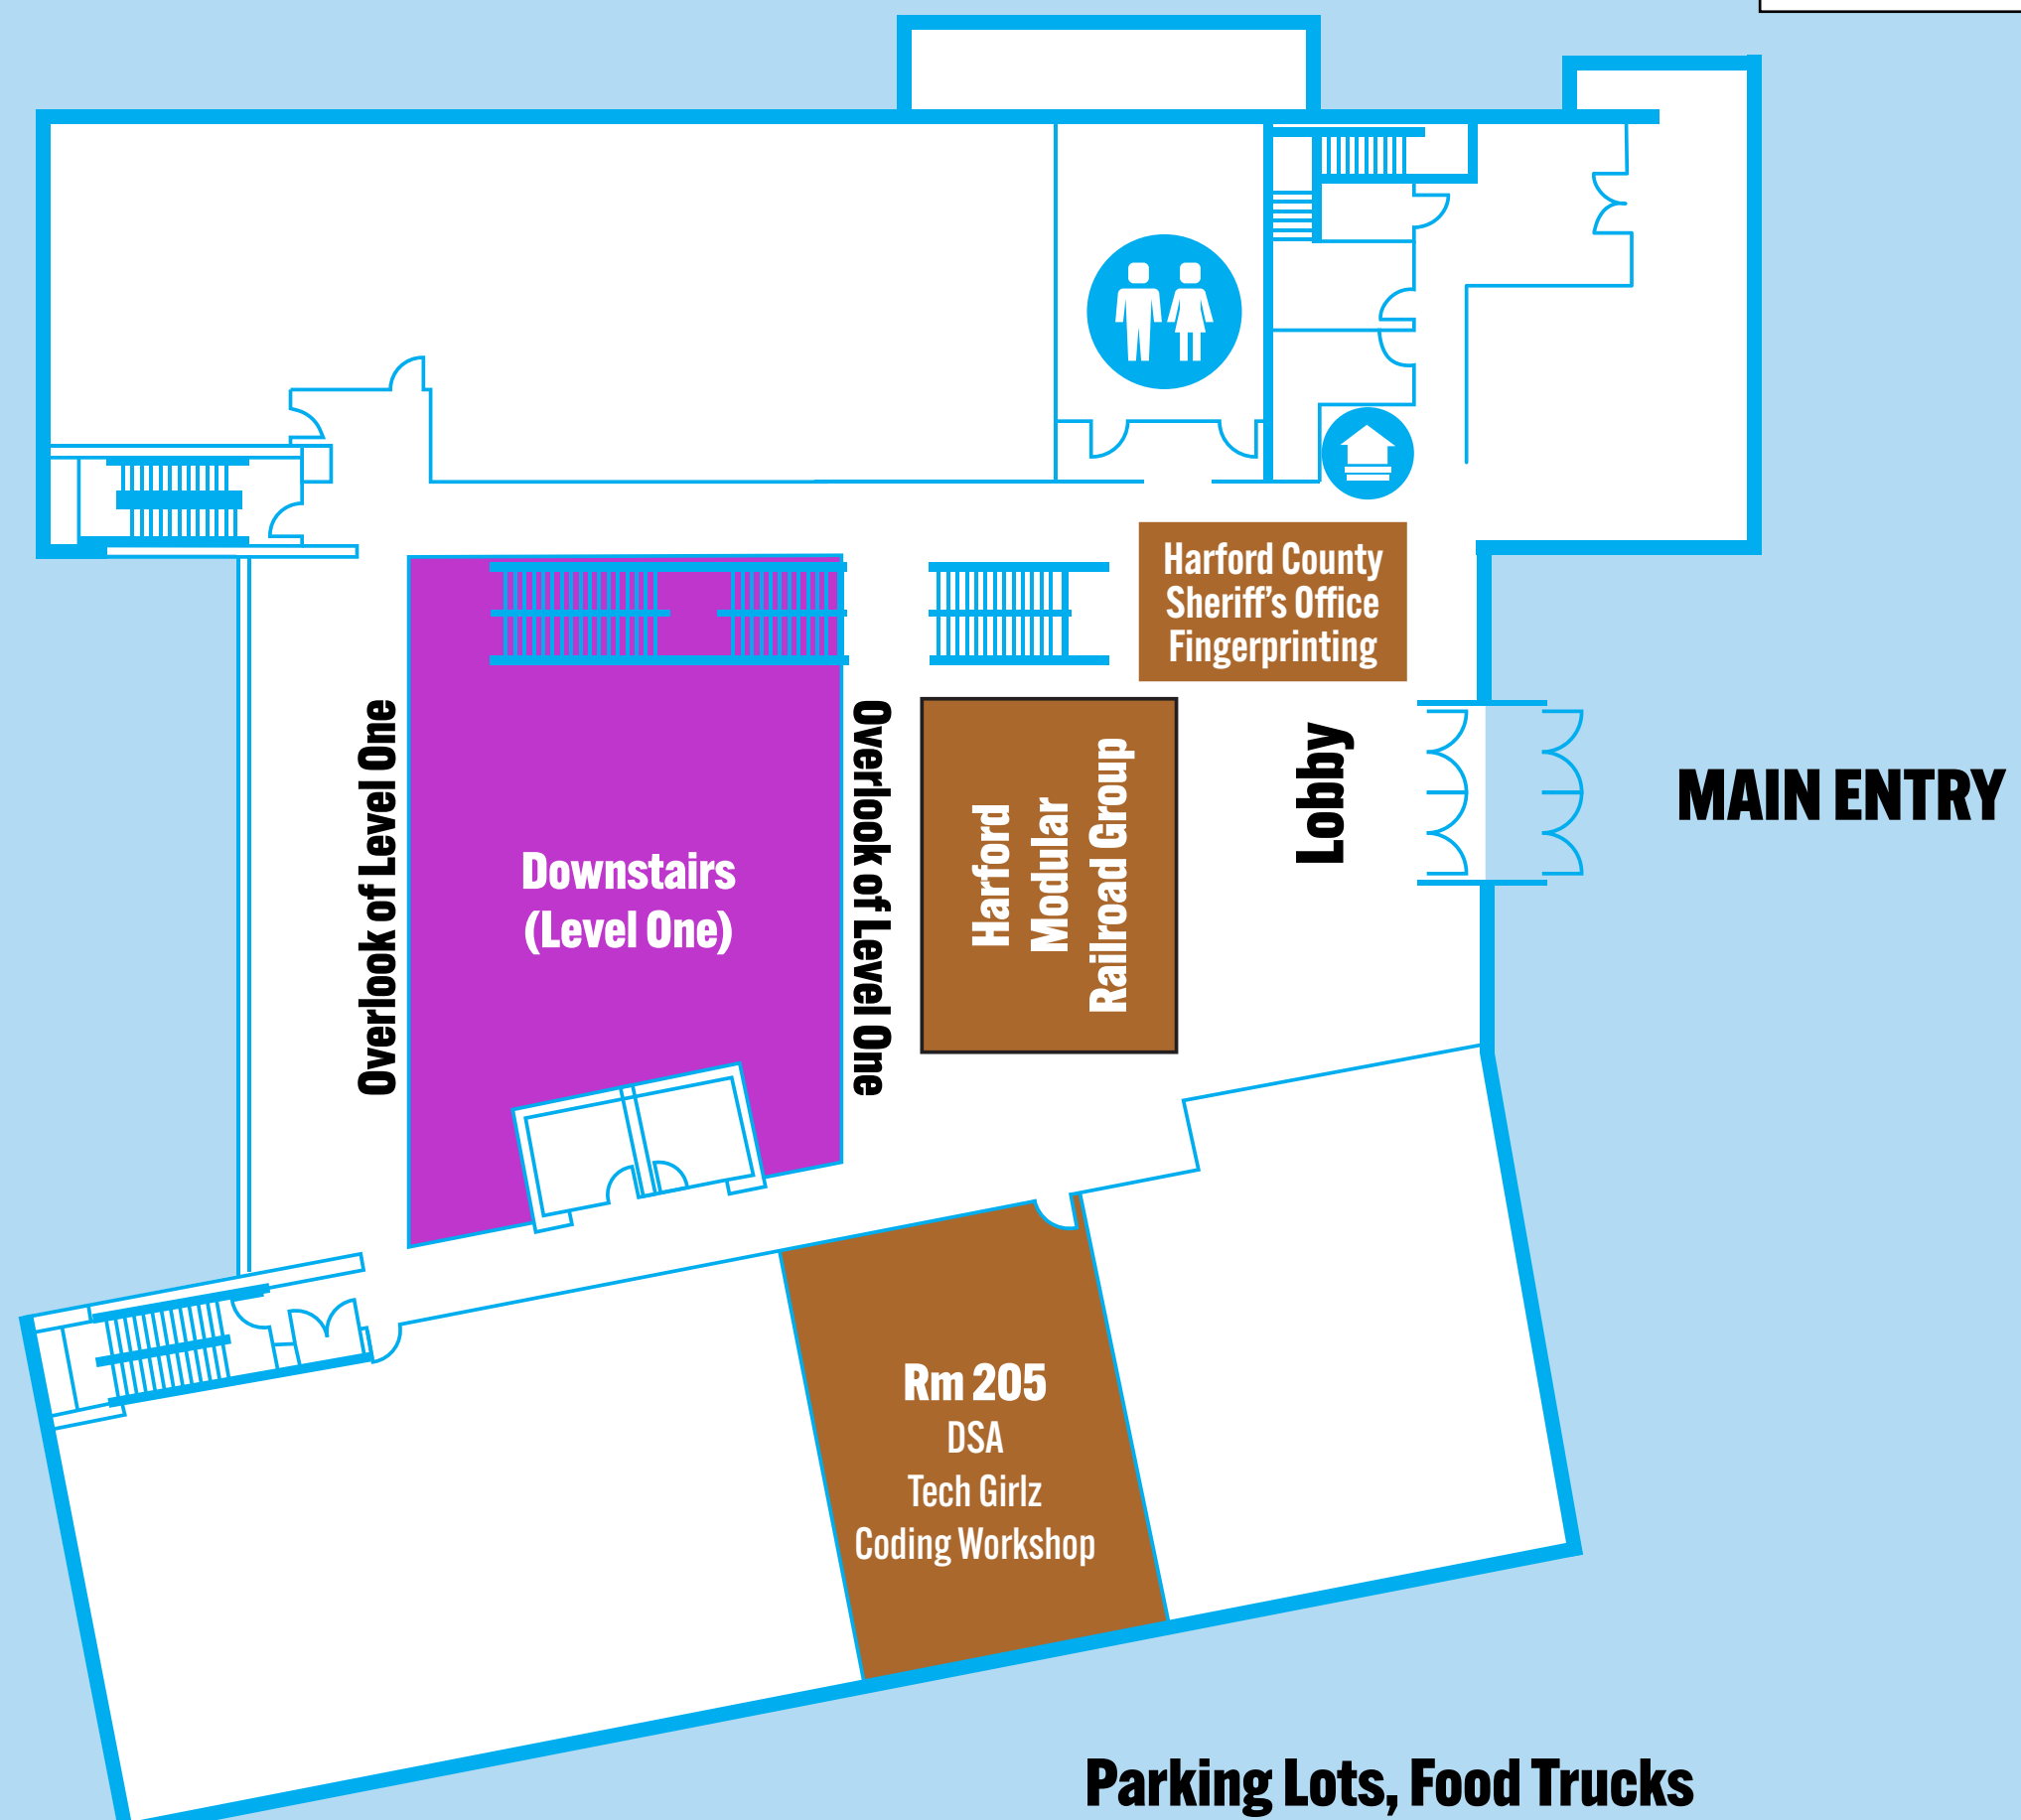 Harford County
Sheriff’s Office
Fingerprinting
Overlook of Level One
Downstairs
(Level One)
Overlook of Level One
Harford
Modular
Railroad Group
Lobby
MAIN ENTRY
Rm 205
DSA
Tech Girlz
Coding Workshop
Parking Lots, Food Trucks